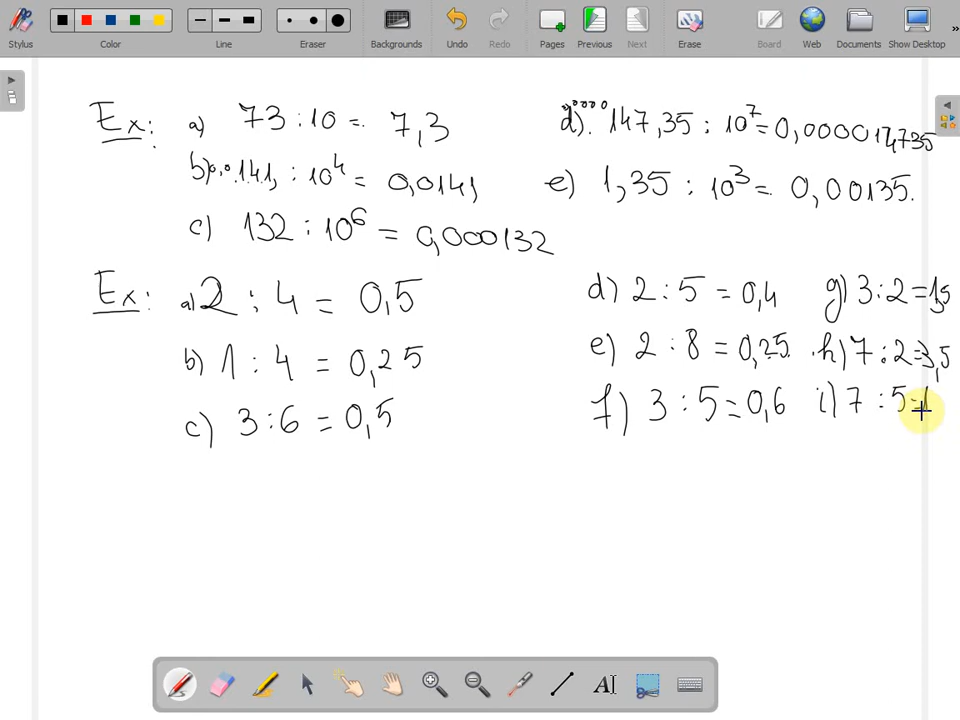 Stylus Color Line Eraser Backgrounds Undo Redo Pages Previous Next Erase Board Web Documents Show Desktop »
Ex: a) 73 : 10 = 7,3
b) 0,0141, : 10⁴ = 0,0141
c) 132 : 10⁶ = 0,000132
d) 147,35 : 10⁷ = 0,000014735
e) 1,35 : 10³ = 0,00135.
Ex: a) 2 : 4 = 0,5
b) 1 : 4 = 0,25
c) 3 : 6 = 0,5
d) 2 : 5 = 0,4
e) 2 : 8 = 0,25.
f) 3 : 5 = 0,6
g) 3 : 2 = 1,5
h) 7 : 2 = 3,5
i) 7 : 5 = 1